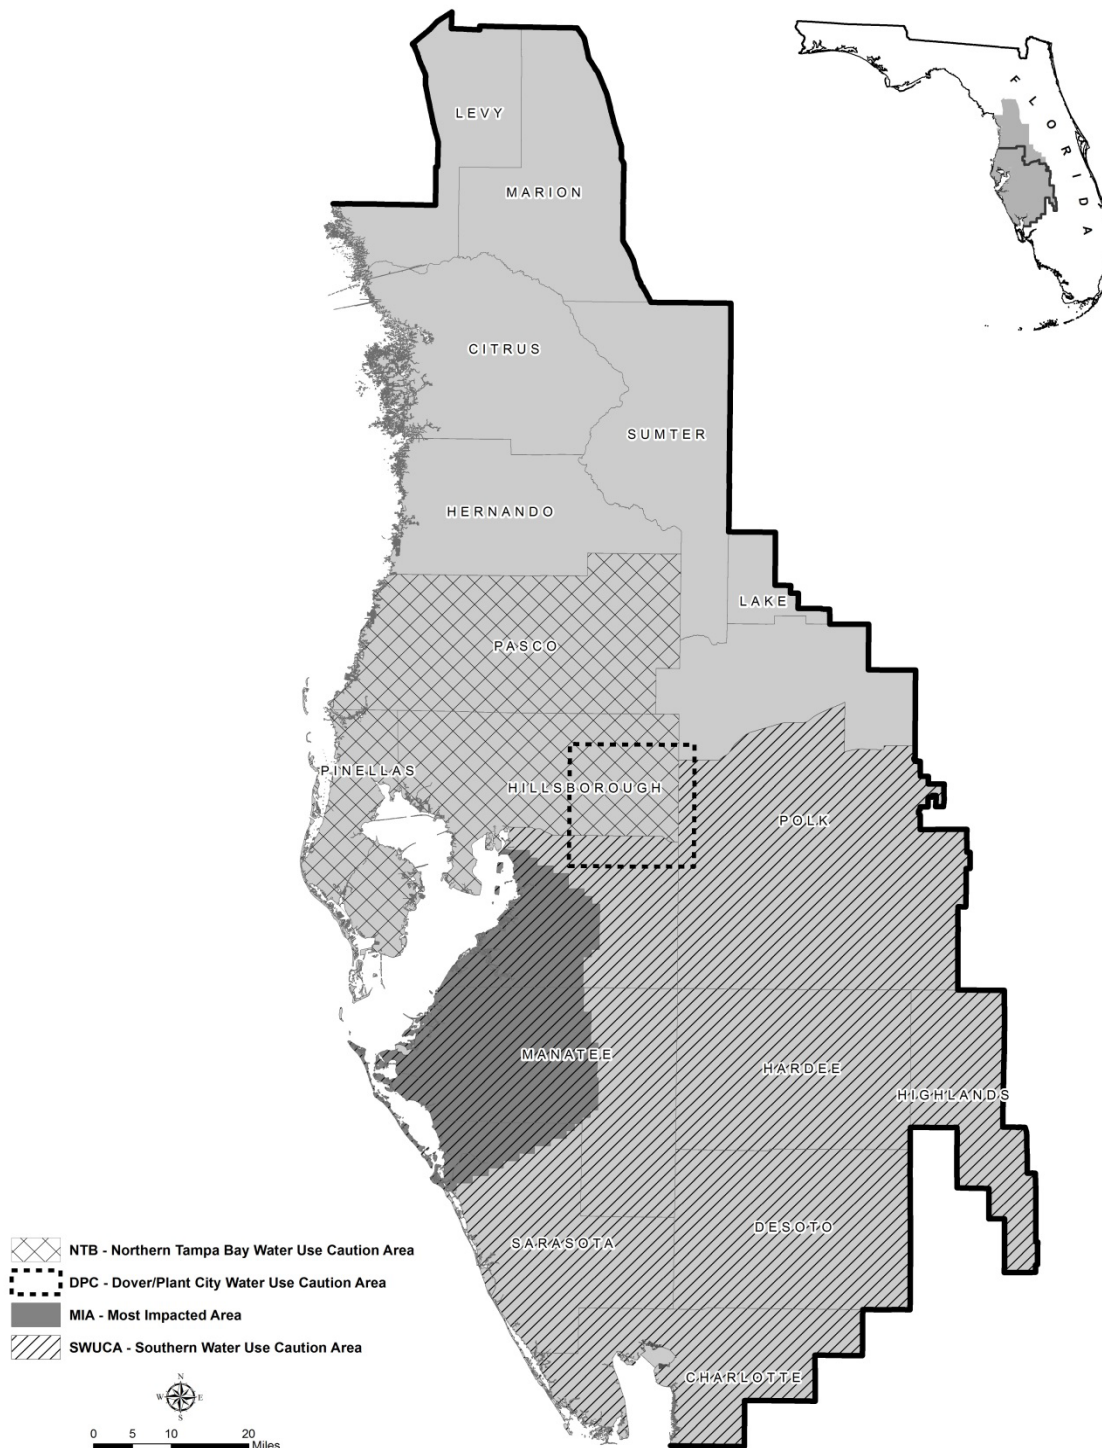 FLORIDA
LEVY
MARION
CITRUS
SUMTER
HERNANDO
LAKE
PASCO
PINELLAS
HILLSBOROUGH
POLK
MANATEE
HARDEE
HIGHLANDS
DESOTO
SARASOTA
CHARLOTTE
NTB - Northern Tampa Bay Water Use Caution Area
DPC - Dover/Plant City Water Use Caution Area
MIA - Most Impacted Area
SWUCA - Southern Water Use Caution Area
N
W E
S
0 5 10 20
Miles